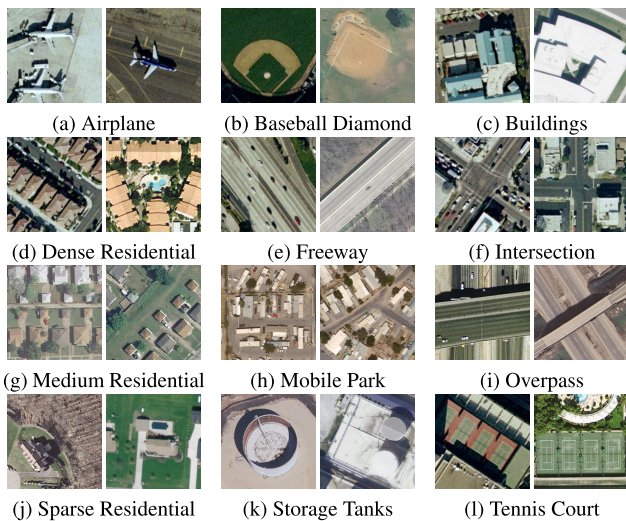 (a) Airplane
(b) Baseball Diamond
(c) Buildings
(d) Dense Residential
(e) Freeway
(f) Intersection
(g) Medium Residential
(h) Mobile Park
(i) Overpass
(j) Sparse Residential
(k) Storage Tanks
(l) Tennis Court